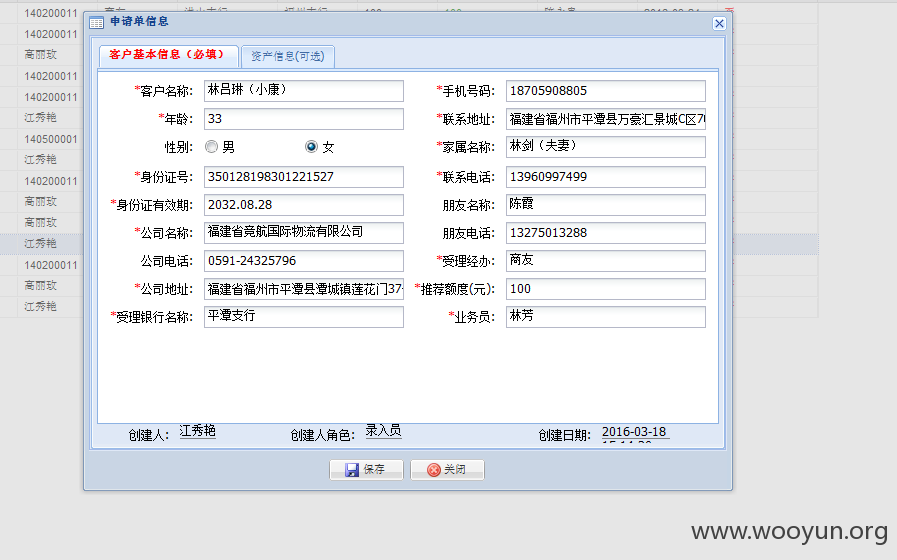 140200011
140200011
高丽玫
140200011
140200011
江秀艳
140500001
江秀艳
140200011
高丽玫
高丽玫
江秀艳
140200011
高丽玫
江秀艳
申请单信息
客户基本信息（必填） 资产信息(可选)
*客户名称: 林吕琳（小康） *手机号码: 18705908805
*年龄: 33 *联系地址: 福建省福州市平潭县万豪汇景城C区7
性别: 男 女 *家属名称: 林剑（夫妻）
*身份证号: 350128198301221527 *联系电话: 13960997499
*身份证有效期: 2032.08.28 朋友名称: 陈霞
*公司名称: 福建省竞航国际物流有限公司 朋友电话: 13275013288
公司电话: 0591-24325796 *受理经办: 商友
*公司地址: 福建省福州市平潭县潭城镇莲花门37 *推荐额度(元): 100
*受理银行名称: 平潭支行 *业务员: 林芳
创建人: 江秀艳 创建人角色: 录入员 创建日期: 2016-03-18
保存 关闭
www.wooyun.org